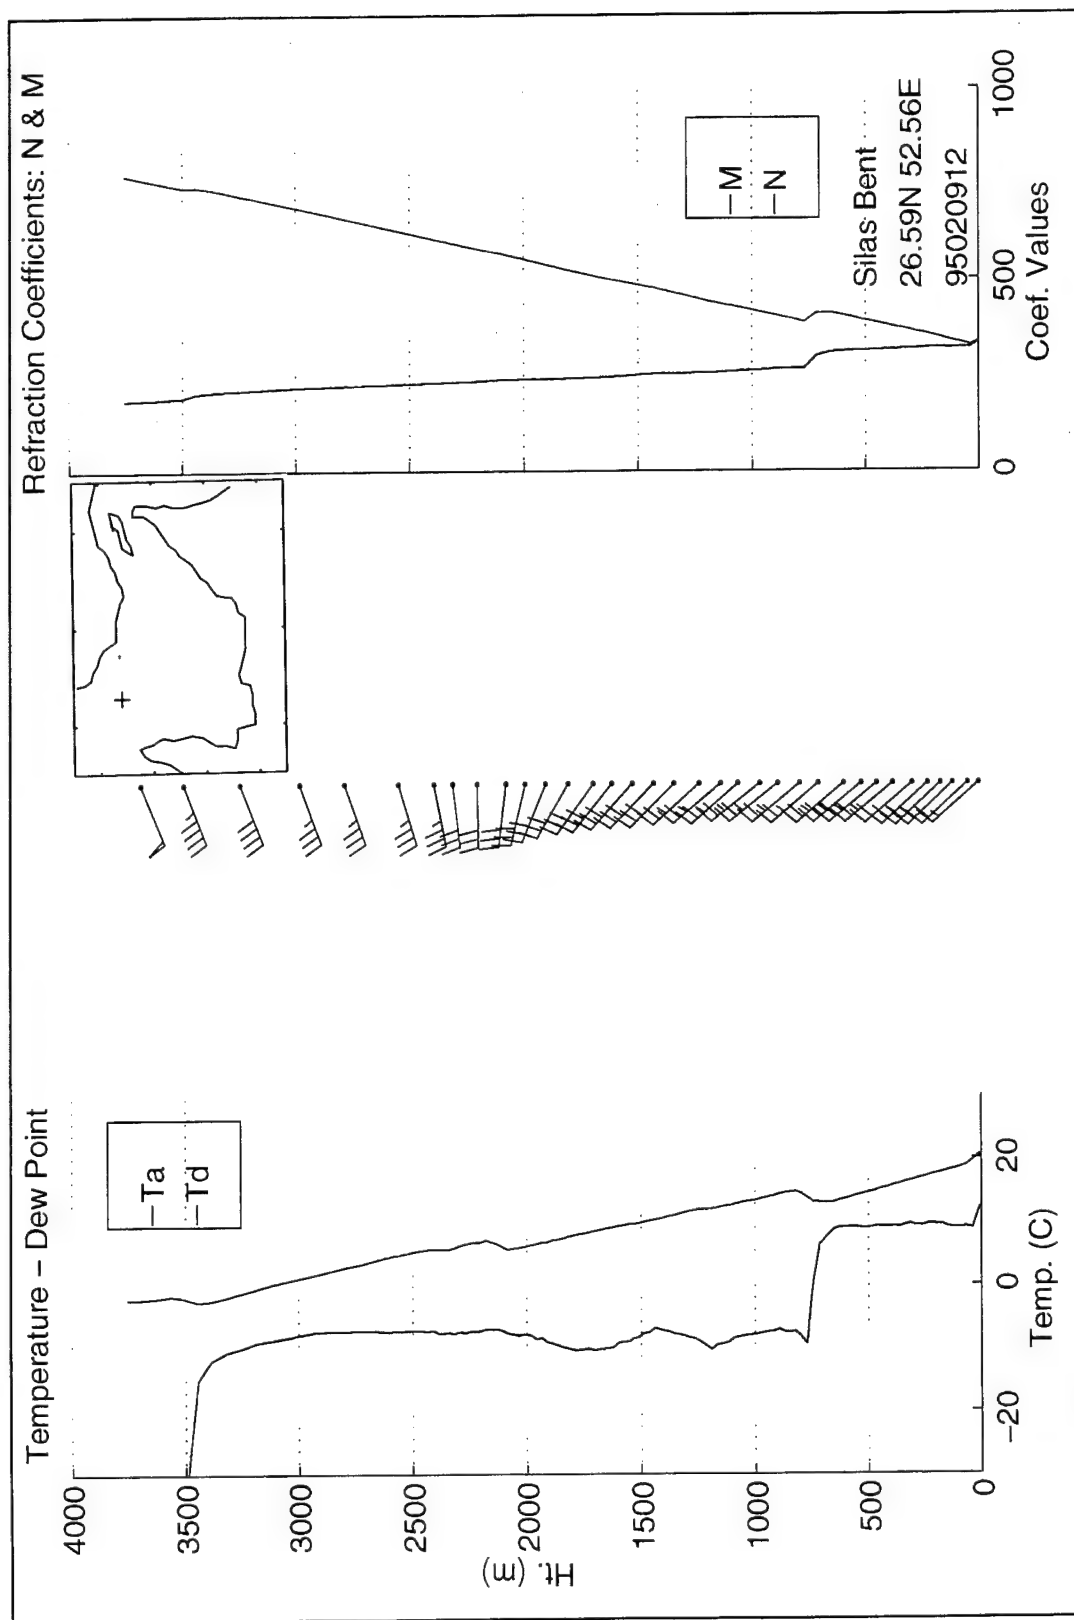 Temperature – Dew Point
–Ta
–Td
4000
3500
3000
2500
2000
1500
1000
500
0
Ht. (m)
–20
0
20
Temp. (C)
Refraction Coefficients: N & M
–M
–N
Silas Bent
26.59N 52.56E
95020912
0
500
1000
Coef. Values